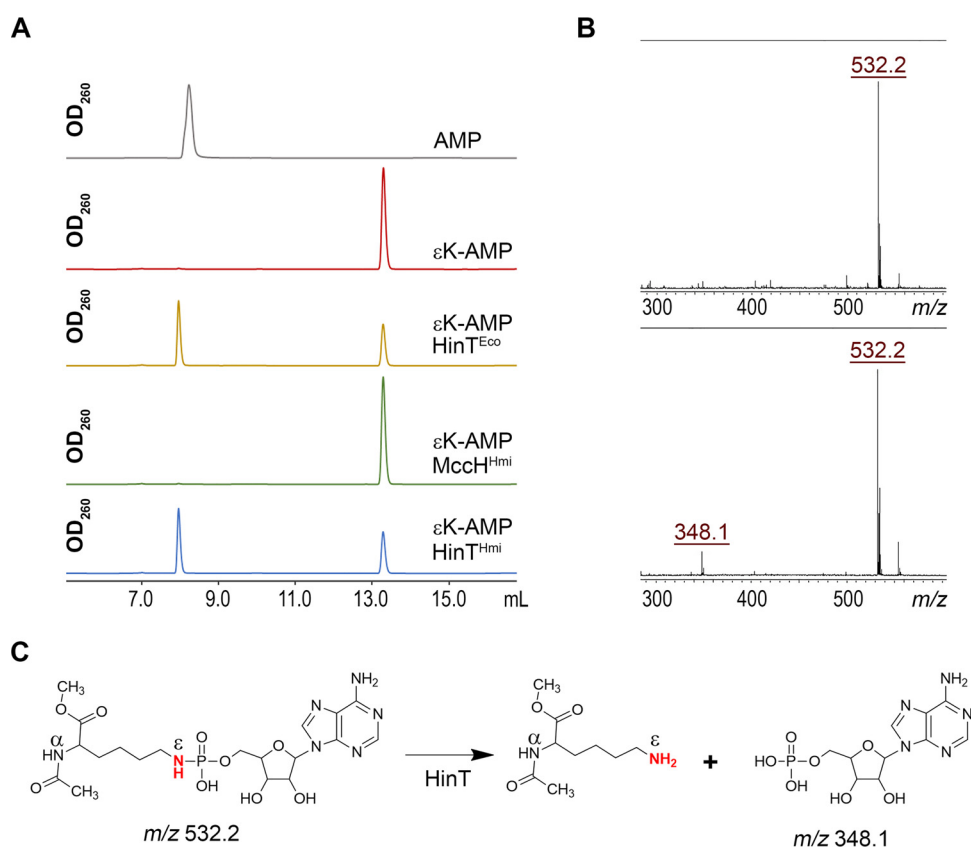 A
B
OD260
AMP
OD260
εK-AMP
OD260
εK-AMP
HinTEco
OD260
εK-AMP
MccHHmi
OD260
εK-AMP
HinTHmi
7.0 9.0 11.0 13.0 15.0 mL
532.2
300 400 500 m/z
532.2
348.1
300 400 500 m/z
C
CH3
O
O
α
HN
O
CH3
ε
N
H
O
P
OH
O
O
OH
HO
NH2
N
N
N
N
m/z 532.2
HinT
CH3
O
O
α
HN
O
CH3
ε
NH2
+
O
HO P O
OH
O
HO OH
NH2
N
N
N
N
m/z 348.1